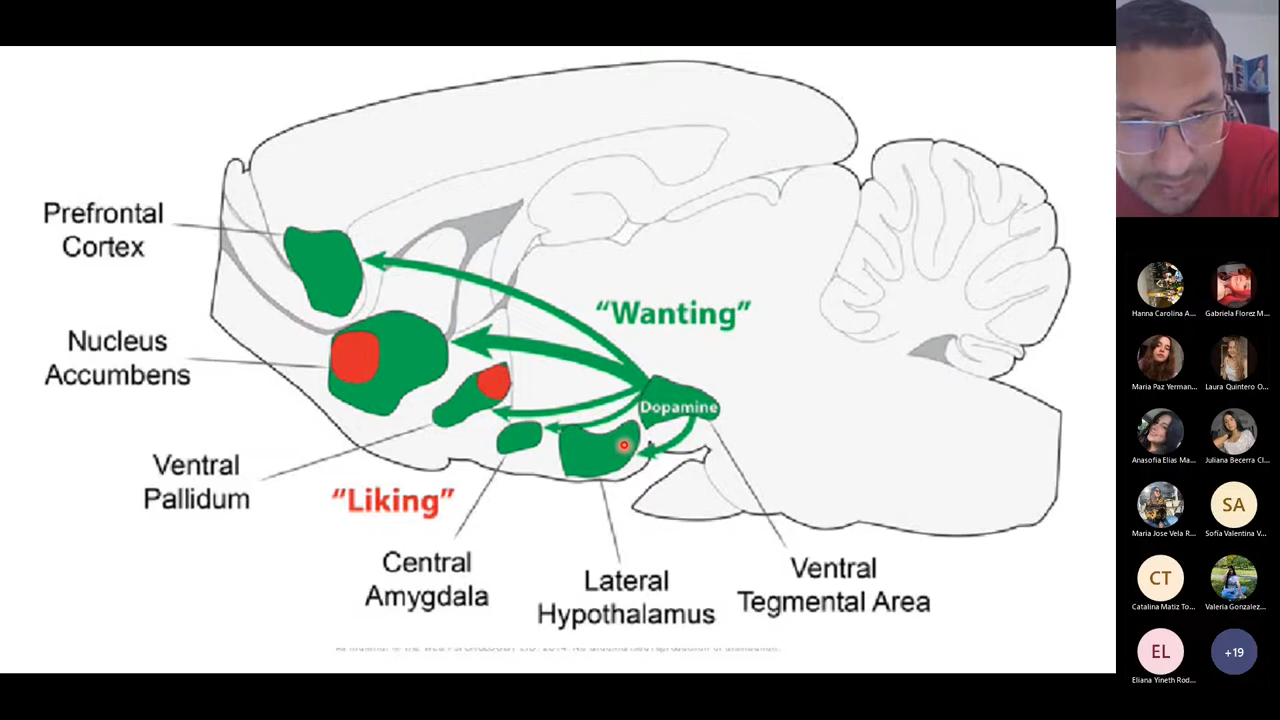 Prefrontal
Cortex
Nucleus
Accumbens
Ventral
Pallidum
"Wanting"
Dopamine
"Liking"
Central
Amygdala
Lateral
Hypothalamus
Ventral
Tegmental Area
Hanna Carolina A...
Gabriela Florez M...
Maria Paz Yerman...
Laura Quintero O...
Anasofia Elias Ma...
Juliana Becerra Cl...
Maria Jose Vela R...
SA
Sofía Valentina V...
CT
Catalina Matiz To...
Valeria Gonzalez...
EL
Eliana Yineth Rod...
+19